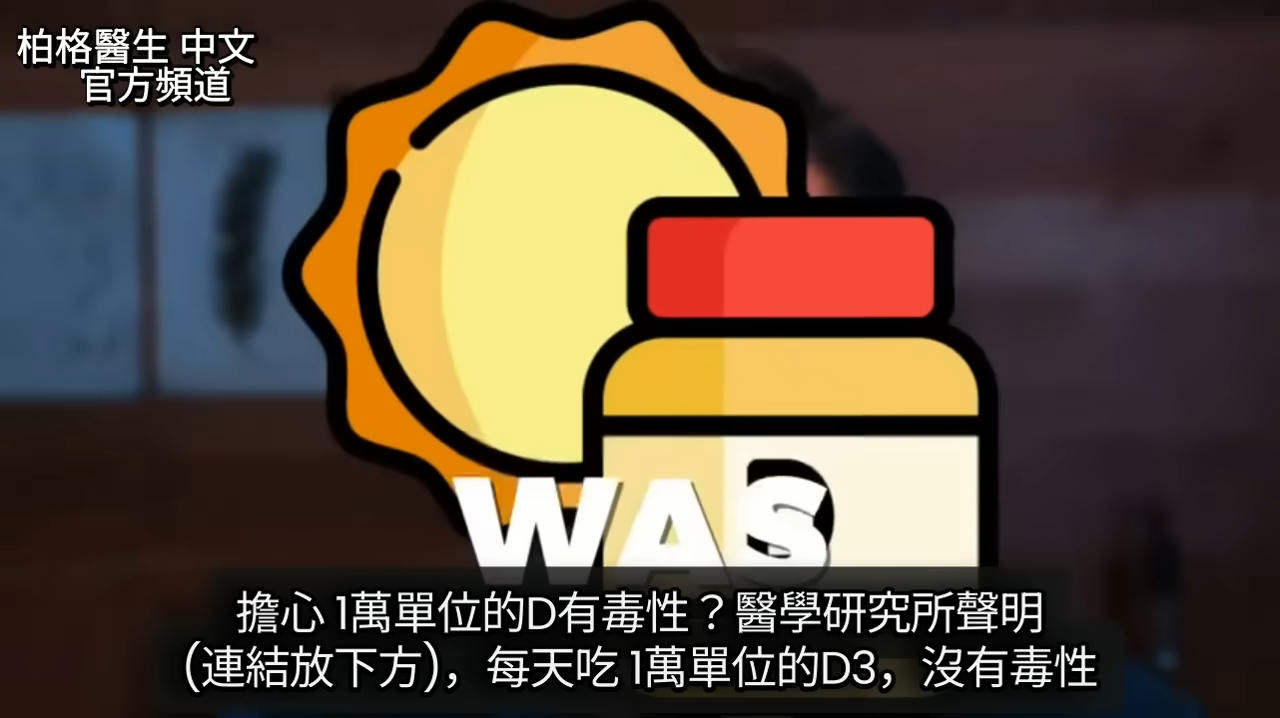 柏格醫生 中文
官方頻道
WAS
擔心 1萬單位的D有毒性？醫學研究所聲明
(連結放下方)，每天吃 1萬單位的D3，沒有毒性